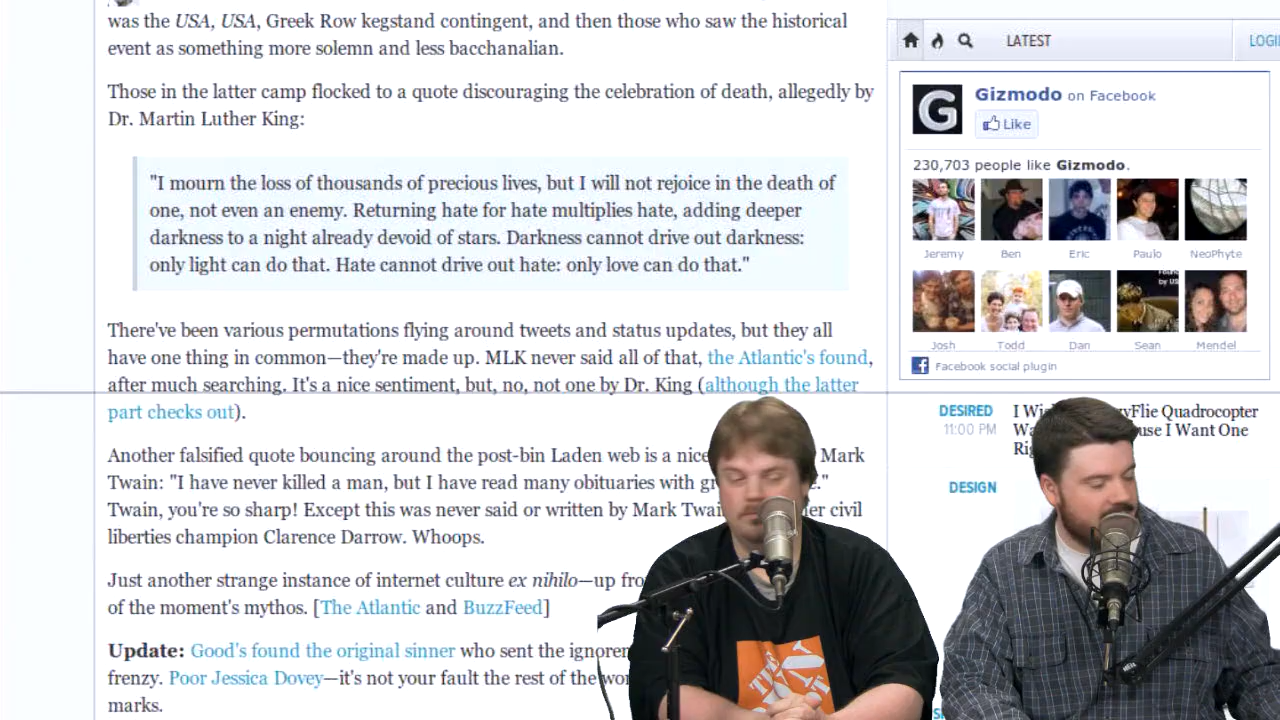 was the USA, USA, Greek Row kegstand contingent, and then those who saw the historical
event as something more solemn and less bacchanalian.
Those in the latter camp flocked to a quote discouraging the celebration of death, allegedly by
Dr. Martin Luther King:
"I mourn the loss of thousands of precious lives, but I will not rejoice in the death of
one, not even an enemy. Returning hate for hate multiplies hate, adding deeper
darkness to a night already devoid of stars. Darkness cannot drive out darkness:
only light can do that. Hate cannot drive out hate: only love can do that."
There've been various permutations flying around tweets and status updates, but they all
have one thing in common—they're made up. MLK never said all of that, the Atlantic's found,
after much searching. It's a nice sentiment, but, no, not one by Dr. King (although the latter
part checks out).
Another falsified quote bouncing around the post-bin Laden web is a nice Mark
Twain: "I have never killed a man, but I have read many obituaries with ."
Twain, you're so sharp! Except this was never said or written by Mark civil
liberties champion Clarence Darrow. Whoops.
Just another strange instance of internet culture ex nihilo—up
of the moment's mythos. [The Atlantic and BuzzFeed]
Update: Good's found the original sinner who sent the
frenzy. Poor Jessica Dovey—it's not your fault the rest of the
marks.
LATEST
Gizmodo on Facebook
Like
230,703 people like Gizmodo.
Jeremy Ben Eric Paulo NeoPhyte
by US
Josh Todd Dan Sean Mendel
Facebook social plugin
DESIRED I Quadrocopter
11:00 PM I Want One
DESIGN